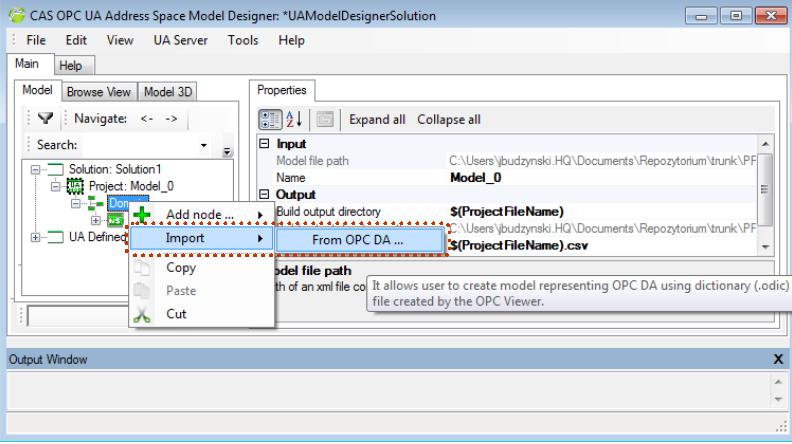 CAS OPC UA Address Space Model Designer: *UAModelDesignerSolution
File Edit View UA Server Tools Help
Main Help
Model Browse View Model 3D
Navigate: <- ->
Search:
Solution: Solution1
Project: Model_0
NS
UA Defined
Add node ...
Import
From OPC DA ...
Copy
Paste
Cut
Properties
Expand all Collapse all
Input
Model file path C:\Users\jbudzynski.HQ\Documents\Repozytorium\trunk\PF
Name Model_0
Output
Build output directory $(ProjectFileName)
C:\Users\jbudzynski.HQ\Documents\Repozytorium\trunk\PF
$(ProjectFileName).csv
odel file path
th of an xml file co
It allows user to create model representing OPC DA using dictionary (.odic)
file created by the OPC Viewer.
Output Window X